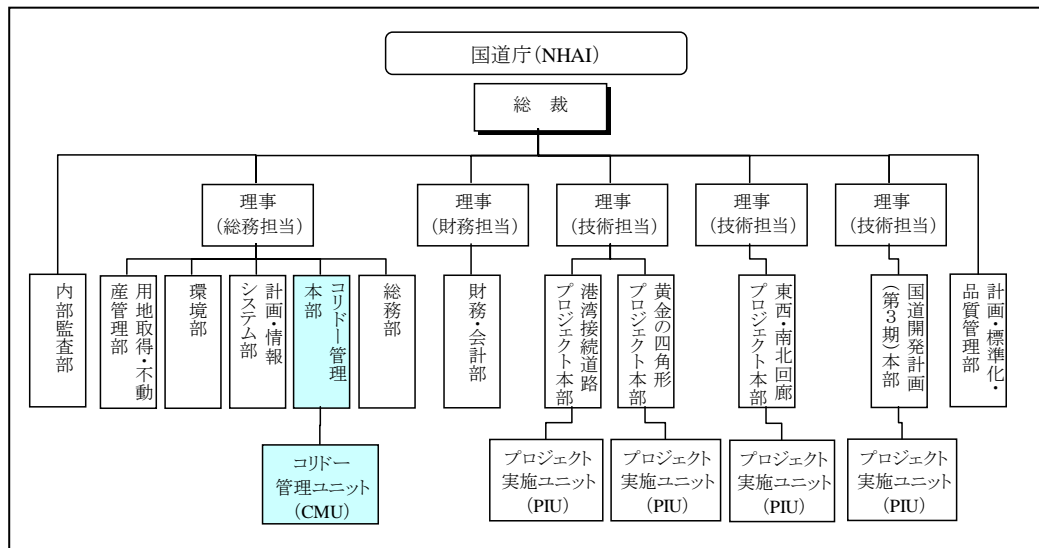 国道庁(NHAI)
総　裁
理事
(総務担当)
理事
(財務担当)
理事
(技術担当)
理事
(技術担当)
理事
(技術担当)
内部監査部
用地取得・不動
産管理部
環境部
計画・情報
システム部
コリドー管理
本部
総務部
財務・会計部
港湾接続道路
プロジェクト本部
黄金の四角形
プロジェクト本部
東西・南北回廊
プロジェクト本部
国道開発計画
(第3期)本部
計画・標準化・
品質管理部
コリドー
管理ユニット
(CMU)
プロジェクト
実施ユニット
(PIU)
プロジェクト
実施ユニット
(PIU)
プロジェクト
実施ユニット
(PIU)
プロジェクト
実施ユニット
(PIU)